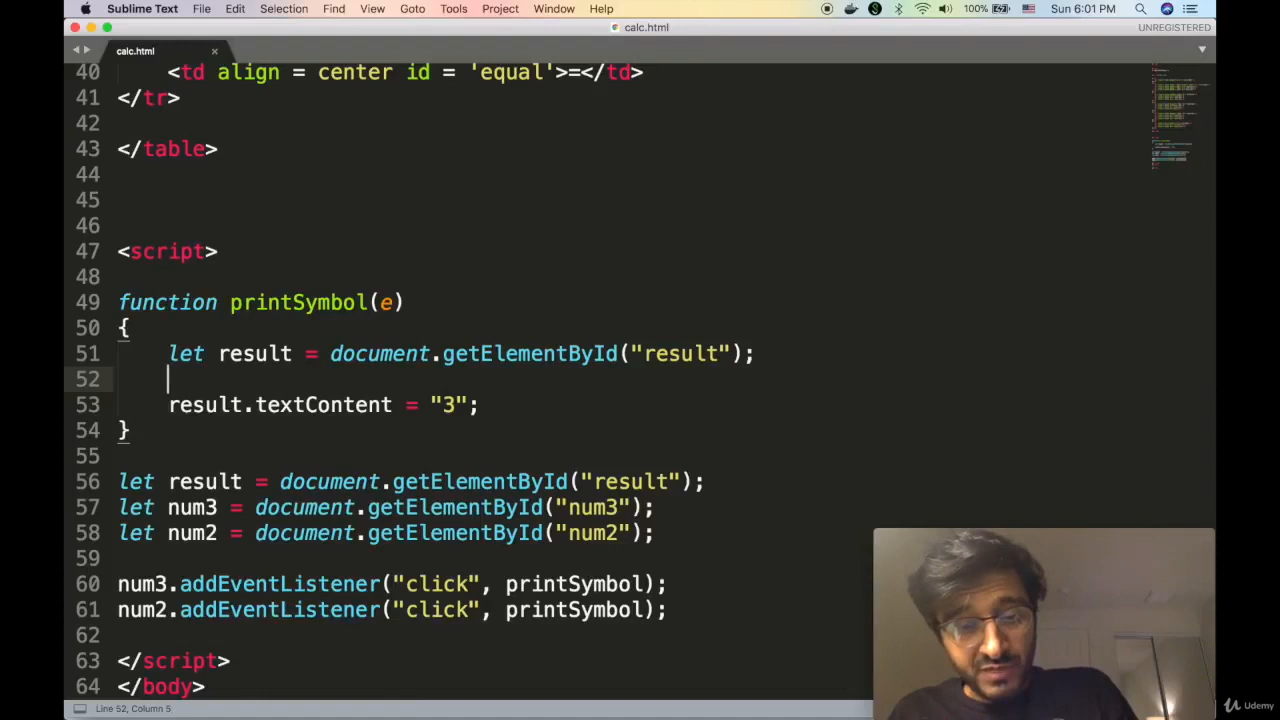 Sublime Text File Edit Selection Find View Goto Tools Project Window Help 100% Sun 6:01 PM
calc.html UNREGISTERED
calc.html ×
40 <td align = center id = 'equal'>=</td>
41 </tr>
42
43 </table>
44
45
46
47 <script>
48
49 function printSymbol(e)
50 {
51 let result = document.getElementById("result");
52
53 result.textContent = "3";
54 }
55
56 let result = document.getElementById("result");
57 let num3 = document.getElementById("num3");
58 let num2 = document.getElementById("num2");
59
60 num3.addEventListener("click", printSymbol);
61 num2.addEventListener("click", printSymbol);
62
63 </script>
64 </body>
Line 52, Column 5
Udemy